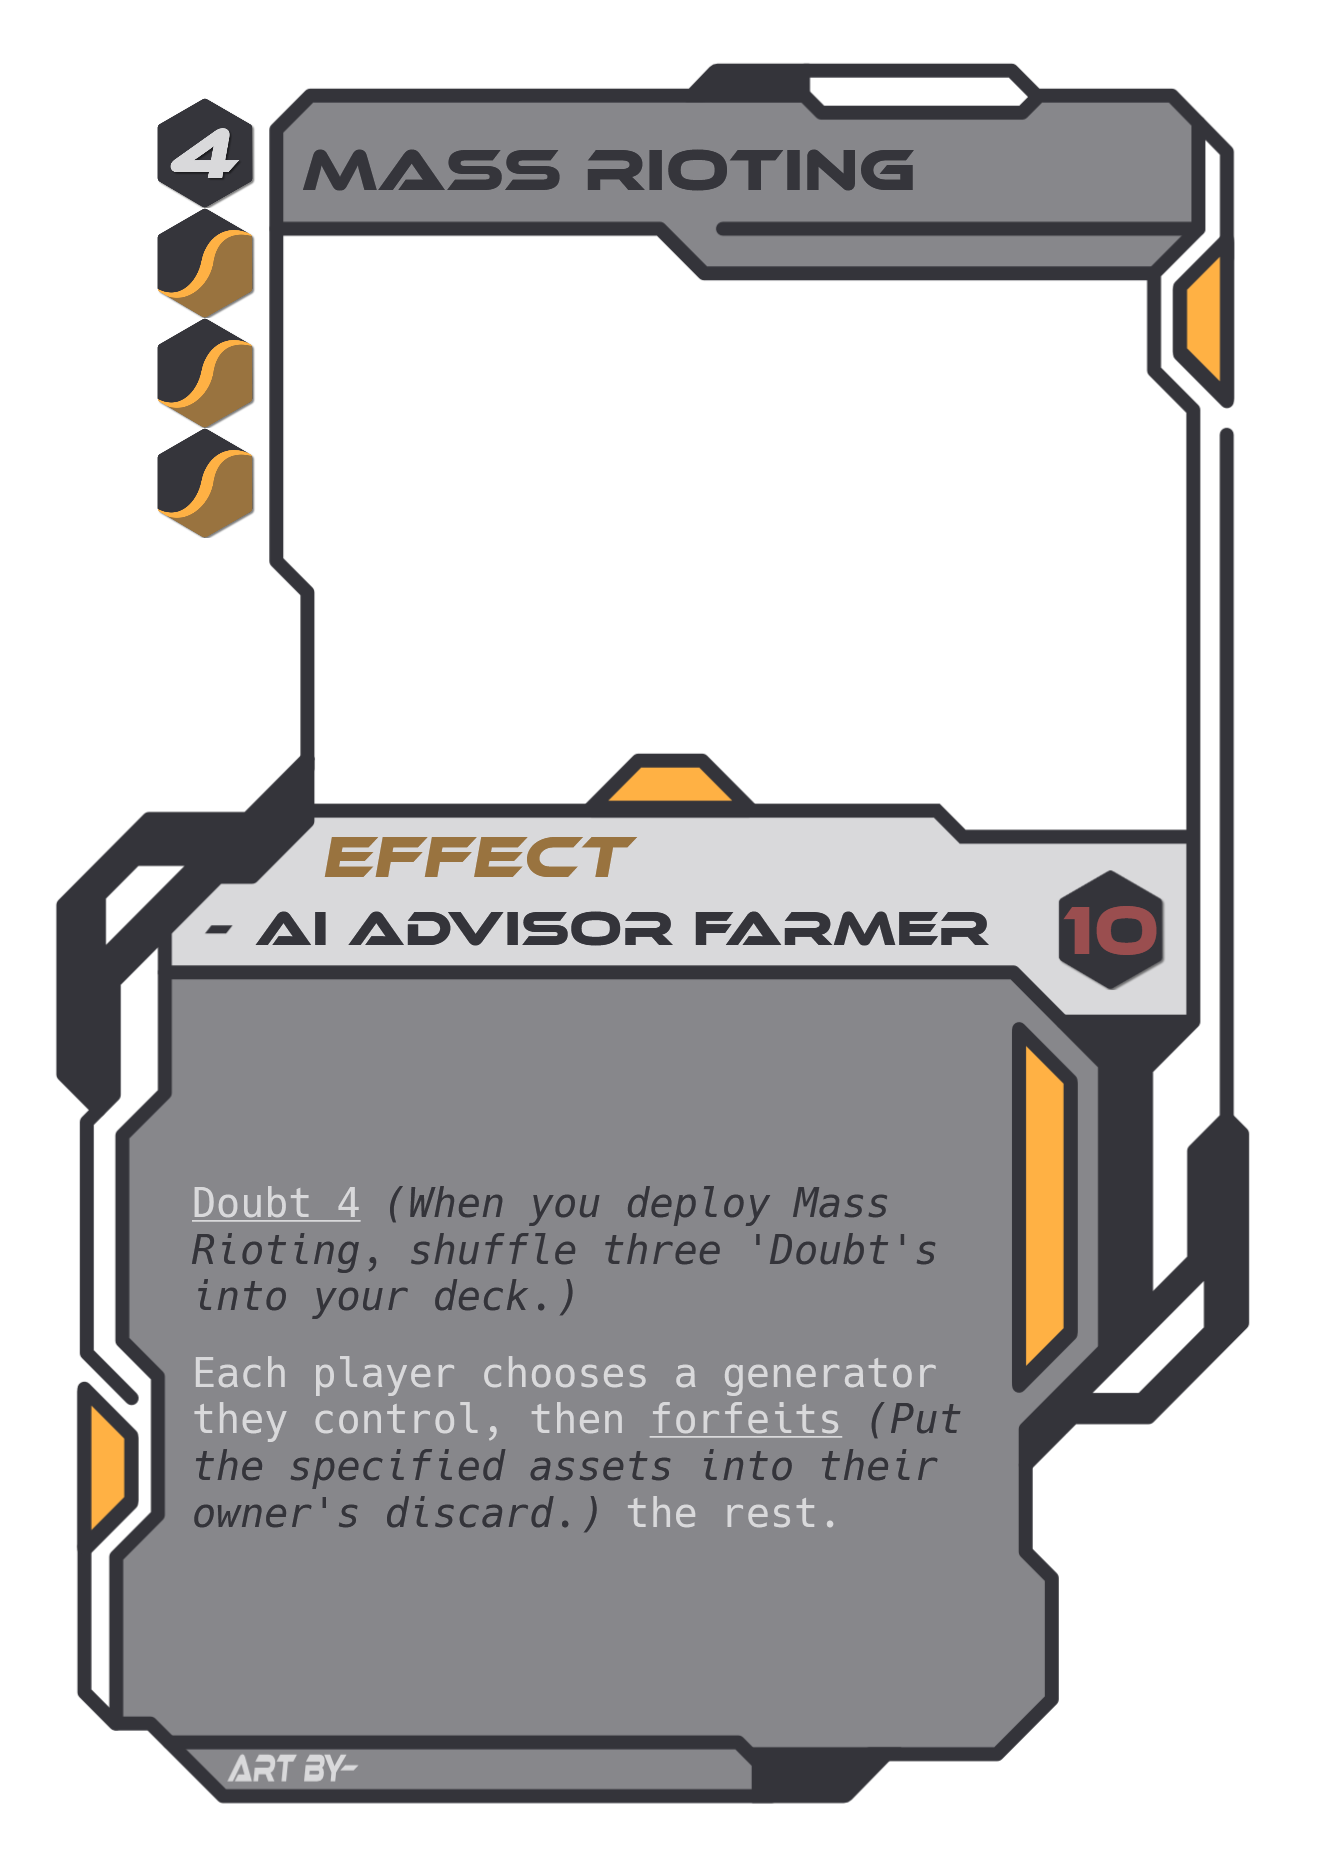 4
MASS RIOTING
EFFECT
- AI ADVISOR FARMER
10
Doubt 4 (When you deploy Mass
Rioting, shuffle three 'Doubt's
into your deck.)
Each player chooses a generator
they control, then forfeits (Put
the specified assets into their
owner's discard.) the rest.
ART BY-